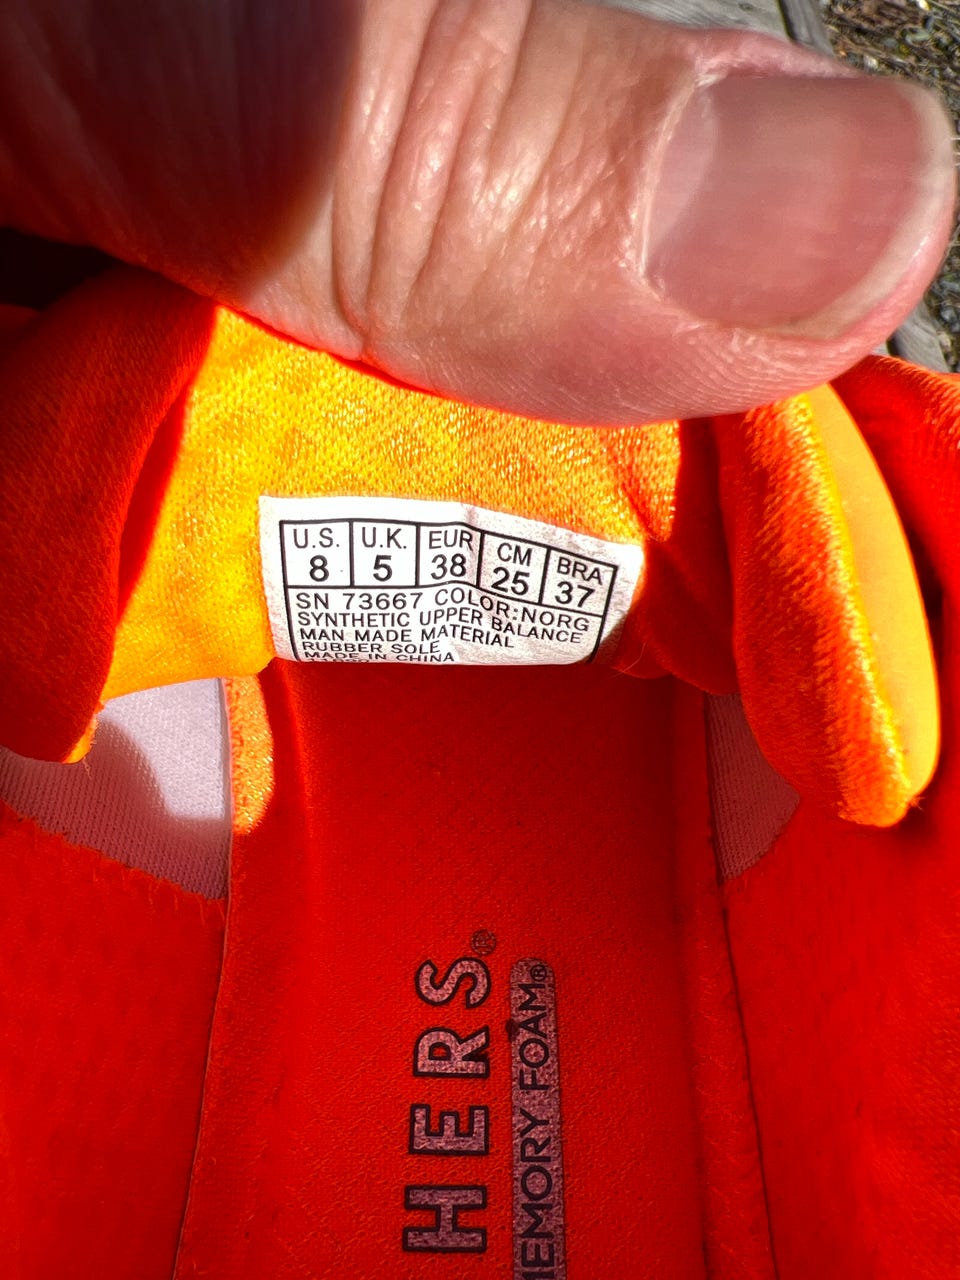 U.S. U.K. EUR CM BRA
8 5 38 25 37
SN 73667 COLOR:NORG
SYNTHETIC UPPER BALANCE
MAN MADE MATERIAL
RUBBER SOLE
MADE IN CHINA
HERS®
EMORY FOAM®